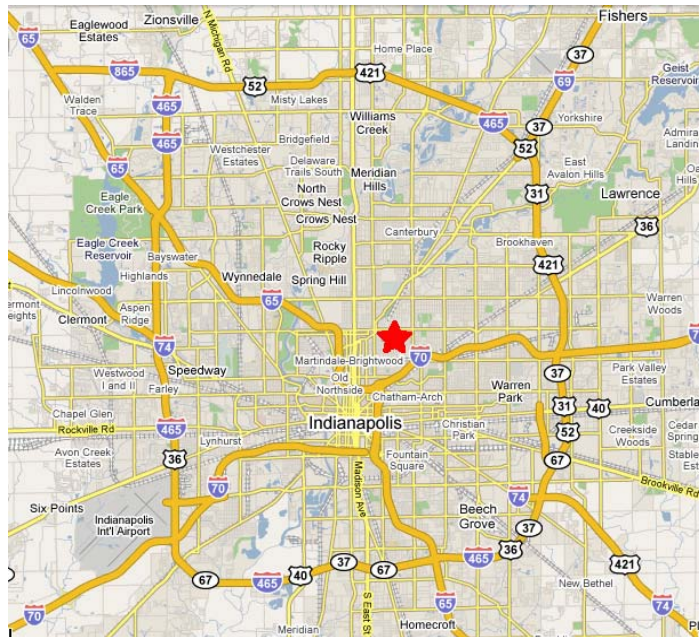 Eaglewood
Estates
Zionsville
N Michigan Rd
Fishers
65
37
Home Place
865
52
421
69
Geist
Reservoir
465
Walden
Trace
Misty Lakes
Williams
Creek
465
37
Yorkshire
52
465
Bridgefield
Westchester
Estates
Delaware
Trails South
Meridian
Hills
East
Avalon Hills
65
31
Lawrence
North
Crows Nest
Eagle
Creek Park
Crows Nest
36
Canterbury
Rocky
Ripple
Brookhaven
Eagle Creek
Reservoir
Bayswater
Highlands
Wynnedale
Spring Hill
421
465
Lincolnwood
65
Warren
Woods
Aspen
Ridge
Clermont
74
Martindale-Brightwood
70
Speedway
Westwood
I and II
Farley
Old
Northside
Warren
Park
37
Park Valley
Estates
Chatham-Arch
Chapel Glen
31
40
Rockville Rd
465
Indianapolis
Christian
Park
52
Creekside
Woods
Lynhurst
Avon Creek
Estates
36
Fountain
Square
67
70
Madison Ave
Brookville Rd
74
Six Points
Indianapolis
Int'l Airport
Beech
Grove
37
36
465
37
67
421
67
465
40
New Bethel
70
65
74
S East St
Meridian
Homecroft